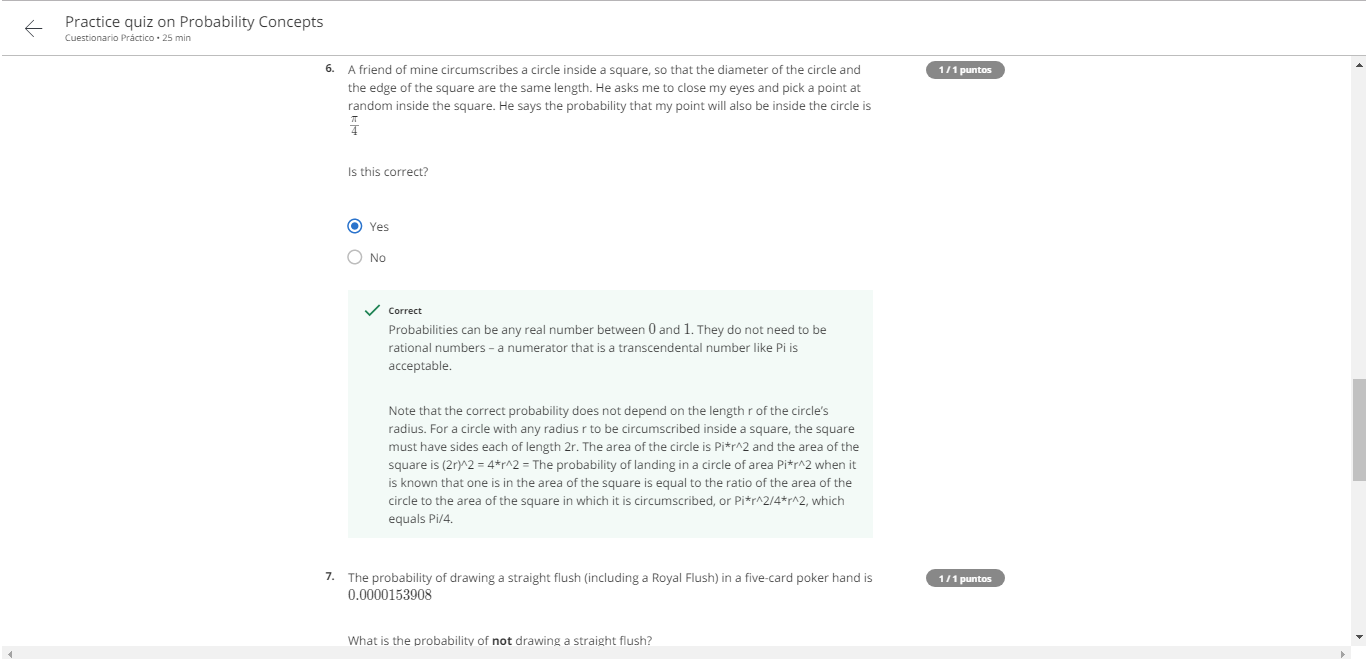 Practice quiz on Probability Concepts
Cuestionario Práctico • 25 min
6. A friend of mine circumscribes a circle inside a square, so that the diameter of the circle and
1 / 1 puntos
the edge of the square are the same length. He asks me to close my eyes and pick a point at
random inside the square. He says the probability that my point will also be inside the circle is
π
4
Is this correct?
Yes
No
Correct
Probabilities can be any real number between 0 and 1. They do not need to be
rational numbers – a numerator that is a transcendental number like Pi is
acceptable.
Note that the correct probability does not depend on the length r of the circle's
radius. For a circle with any radius r to be circumscribed inside a square, the square
must have sides each of length 2r. The area of the circle is Pi*r^2 and the area of the
square is (2r)^2 = 4*r^2 = The probability of landing in a circle of area Pi*r^2 when it
is known that one is in the area of the square is equal to the ratio of the area of the
circle to the area of the square in which it is circumscribed, or Pi*r^2/4*r^2, which
equals Pi/4.
7. The probability of drawing a straight flush (including a Royal Flush) in a five-card poker hand is
1 / 1 puntos
0.0000153908
What is the probability of not drawing a straight flush?